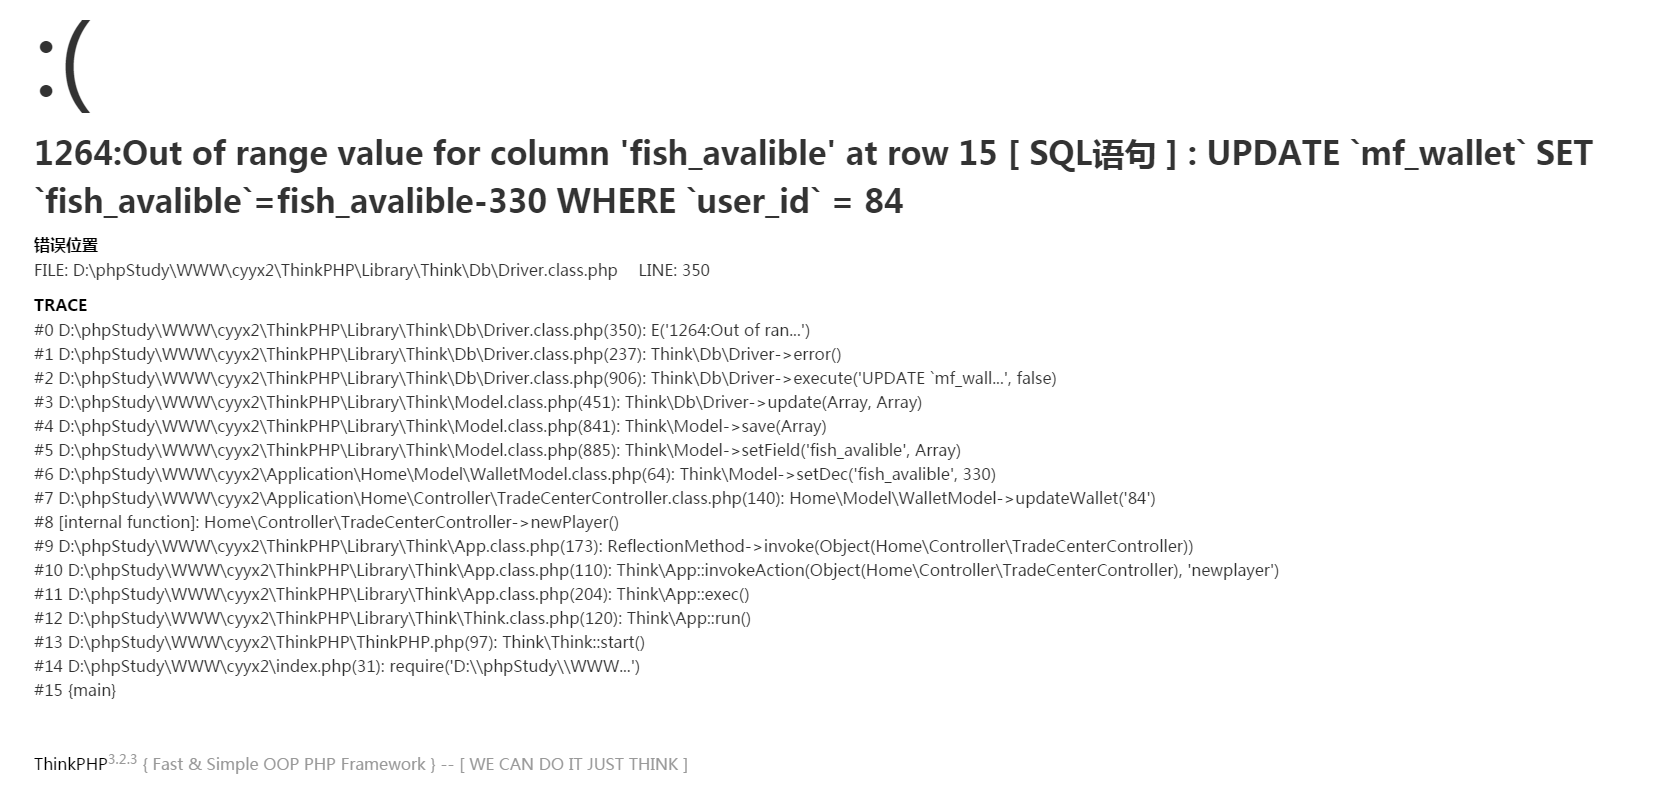 :(
1264:Out of range value for column 'fish_avalible' at row 15 [ SQL语句 ] : UPDATE `mf_wallet` SET
`fish_avalible`=fish_avalible-330 WHERE `user_id` = 84
错误位置
FILE: D:\phpStudy\WWW\cyyx2\ThinkPHP\Library\Think\Db\Driver.class.php LINE: 350
TRACE
#0 D:\phpStudy\WWW\cyyx2\ThinkPHP\Library\Think\Db\Driver.class.php(350): E('1264:Out of ran...')
#1 D:\phpStudy\WWW\cyyx2\ThinkPHP\Library\Think\Db\Driver.class.php(237): Think\Db\Driver->error()
#2 D:\phpStudy\WWW\cyyx2\ThinkPHP\Library\Think\Db\Driver.class.php(906): Think\Db\Driver->execute('UPDATE `mf_wall...', false)
#3 D:\phpStudy\WWW\cyyx2\ThinkPHP\Library\Think\Model.class.php(451): Think\Db\Driver->update(Array, Array)
#4 D:\phpStudy\WWW\cyyx2\ThinkPHP\Library\Think\Model.class.php(841): Think\Model->save(Array)
#5 D:\phpStudy\WWW\cyyx2\ThinkPHP\Library\Think\Model.class.php(885): Think\Model->setField('fish_avalible', Array)
#6 D:\phpStudy\WWW\cyyx2\Application\Home\Model\WalletModel.class.php(64): Think\Model->setDec('fish_avalible', 330)
#7 D:\phpStudy\WWW\cyyx2\Application\Home\Controller\TradeCenterController.class.php(140): Home\Model\WalletModel->updateWallet('84')
#8 [internal function]: Home\Controller\TradeCenterController->newPlayer()
#9 D:\phpStudy\WWW\cyyx2\ThinkPHP\Library\Think\App.class.php(173): ReflectionMethod->invoke(Object(Home\Controller\TradeCenterController))
#10 D:\phpStudy\WWW\cyyx2\ThinkPHP\Library\Think\App.class.php(110): Think\App::invokeAction(Object(Home\Controller\TradeCenterController), 'newplayer')
#11 D:\phpStudy\WWW\cyyx2\ThinkPHP\Library\Think\App.class.php(204): Think\App::exec()
#12 D:\phpStudy\WWW\cyyx2\ThinkPHP\Library\Think\Think.class.php(120): Think\App::run()
#13 D:\phpStudy\WWW\cyyx2\ThinkPHP\ThinkPHP.php(97): Think\Think::start()
#14 D:\phpStudy\WWW\cyyx2\index.php(31): require('D:\\phpStudy\\WWW...')
#15 {main}
ThinkPHP3.2.3 { Fast & Simple OOP PHP Framework } -- [ WE CAN DO IT JUST THINK ]